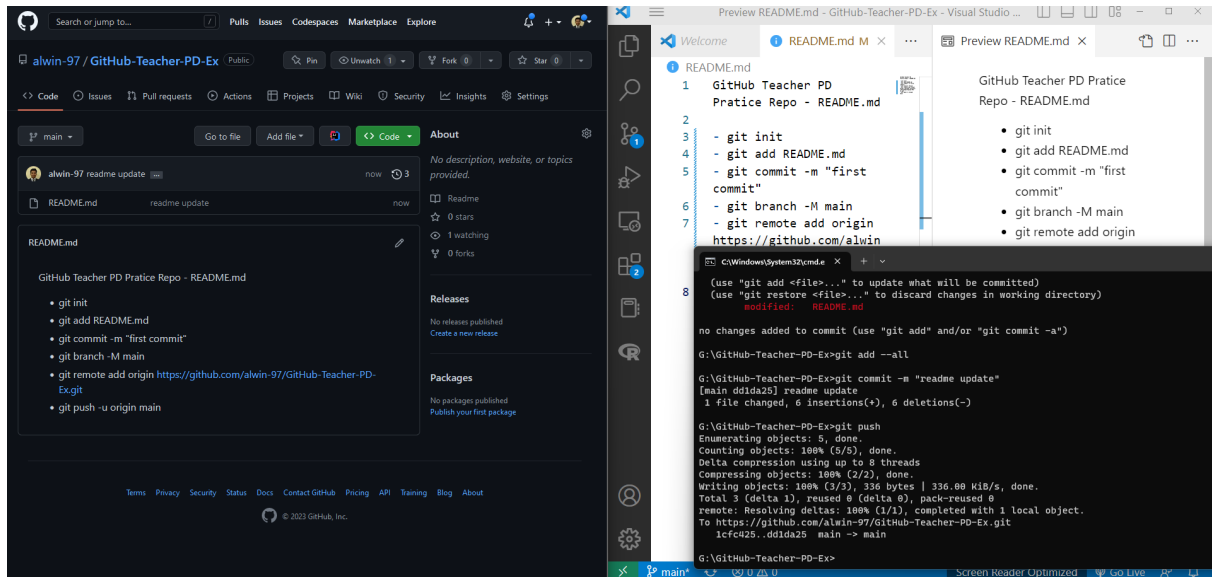 Search or jump to...
/
Pulls Issues Codespaces Marketplace Explore
alwin-97 / GitHub-Teacher-PD-Ex Public
Pin Unwatch 1 Fork 0 Star 0
Code Issues Pull requests Actions Projects Wiki Security Insights Settings
main Go to file Add file Code
alwin-97 readme update ... now 3
README.md readme update now
README.md
GitHub Teacher PD Pratice Repo - README.md
• git init
• git add README.md
• git commit -m "first commit"
• git branch -M main
• git remote add origin https://github.com/alwin-97/GitHub-Teacher-PD-
Ex.git
• git push -u origin main
About
No description, website, or topics
provided.
Readme
0 stars
1 watching
0 forks
Releases
No releases published
Create a new release
Packages
No packages published
Publish your first package
Terms Privacy Security Status Docs Contact GitHub Pricing API Training Blog About
© 2023 GitHub, Inc.
Preview README.md - GitHub-Teacher-PD-Ex - Visual Studio ...
Welcome README.md M ...
README.md
1 GitHub Teacher PD
Pratice Repo - README.md
2
3 - git init
4 - git add README.md
5 - git commit -m "first
commit"
6 - git branch -M main
7 - git remote add origin
https://github.com/alwin
8
Preview README.md ...
GitHub Teacher PD Pratice
Repo - README.md
• git init
• git add README.md
• git commit -m "first
commit"
• git branch -M main
• git remote add origin
1
2
C:\Windows\System32\cmd.e
(use "git add <file>..." to update what will be committed)
(use "git restore <file>..." to discard changes in working directory)
modified: README.md
no changes added to commit (use "git add" and/or "git commit -a")
G:\GitHub-Teacher-PD-Ex>git add --all
G:\GitHub-Teacher-PD-Ex>git commit -m "readme update"
[main dd1da25] readme update
1 file changed, 6 insertions(+), 6 deletions(-)
G:\GitHub-Teacher-PD-Ex>git push
Enumerating objects: 5, done.
Counting objects: 100% (5/5), done.
Delta compression using up to 8 threads
Compressing objects: 100% (2/2), done.
Writing objects: 100% (3/3), 336 bytes | 336.00 KiB/s, done.
Total 3 (delta 1), reused 0 (delta 0), pack-reused 0
remote: Resolving deltas: 100% (1/1), completed with 1 local object.
To https://github.com/alwin-97/GitHub-Teacher-PD-Ex.git
1cfc425..dd1da25 main -> main
G:\GitHub-Teacher-PD-Ex>
main* 0 0 Screen Reader Optimized Go Live